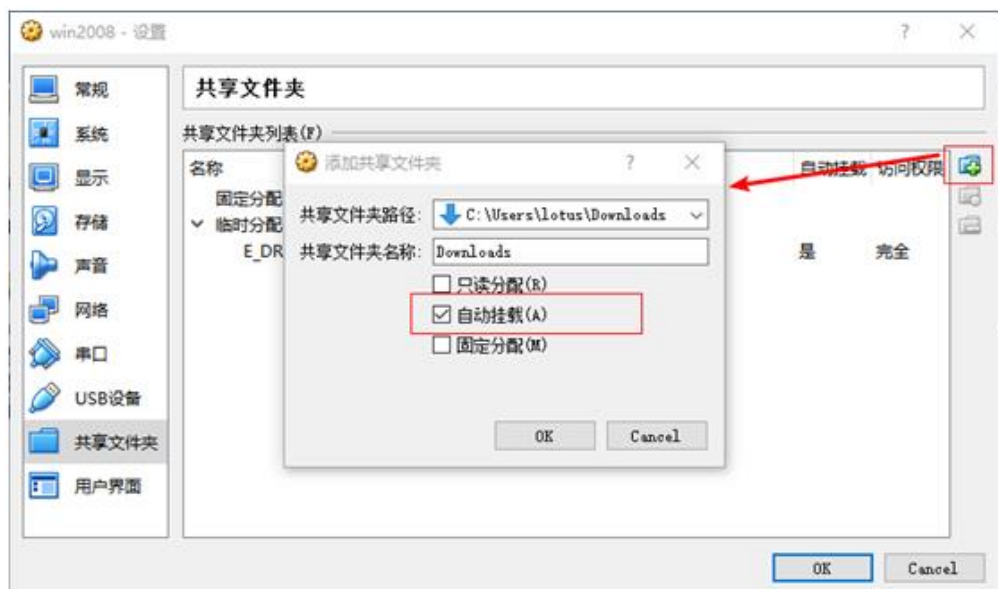 win2008 - 设置
?
常规
系统
显示
存储
声音
网络
串口
USB设备
共享文件夹
用户界面
共享文件夹
共享文件夹列表(F)
名称
自动挂载
访问权限
固定分配
临时分配
E_DR
是
完全
添加共享文件夹
?
共享文件夹路径:
C:\Users\lotus\Downloads
共享文件夹名称:
Downloads
只读分配(R)
自动挂载(A)
固定分配(M)
OK
Cancel
OK
Cancel